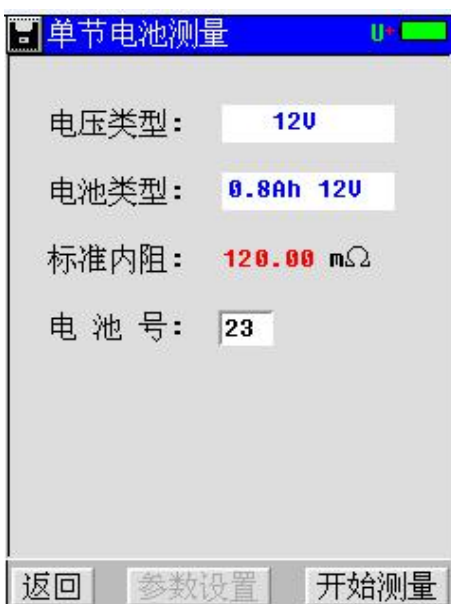 单节电池测量 U+
电压类型: 12V
电池类型: 0.8Ah 12V
标准内阻: 120.00 mΩ
电 池 号: 23
返回 参数设置 开始测量